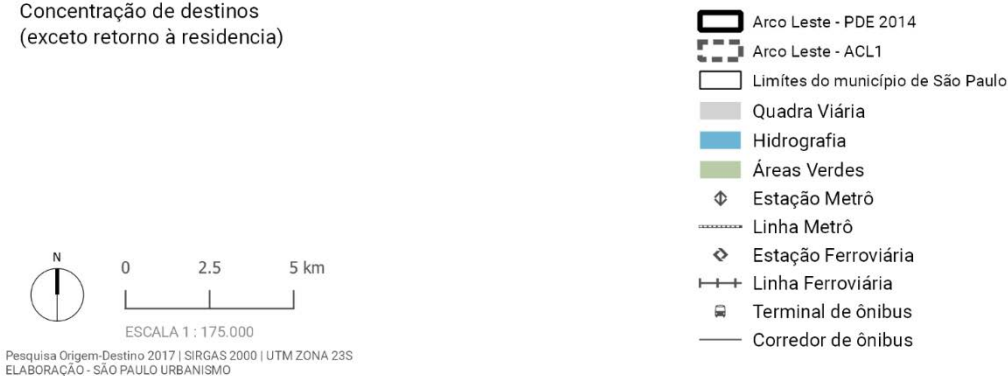 Concentração de destinos
(exceto retorno à residencia)
N
0 2.5 5 km
ESCALA 1 : 175.000
Pesquisa Origem-Destino 2017 | SIRGAS 2000 | UTM ZONA 23S
ELABORAÇÃO - SÃO PAULO URBANISMO
Arco Leste - PDE 2014
Arco Leste - ACL1
Limítes do município de São Paulo
Quadra Viária
Hidrografia
Áreas Verdes
Estação Metrô
Linha Metrô
Estação Ferroviária
Linha Ferroviária
Terminal de ônibus
Corredor de ônibus